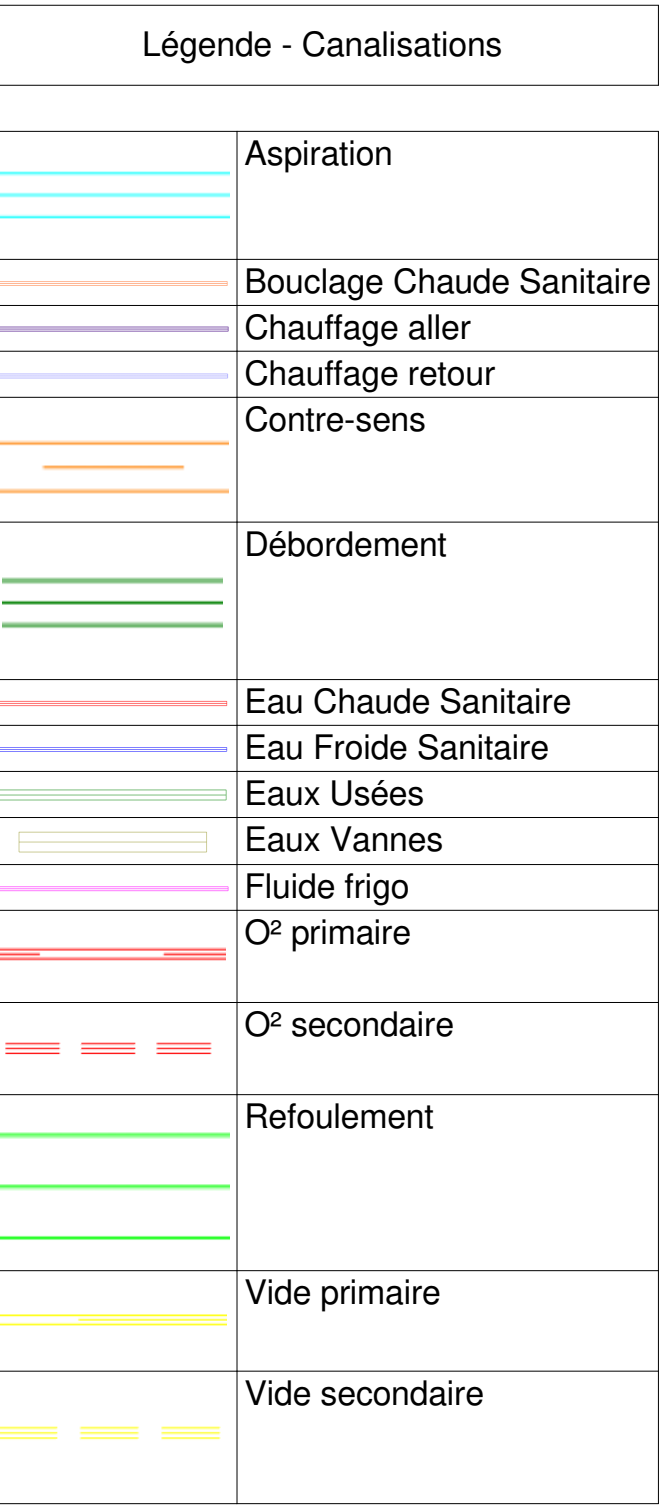 Légende - Canalisations
Aspiration
Bouclage Chaude Sanitaire
Chauffage aller
Chauffage retour
Contre-sens
Débordement
Eau Chaude Sanitaire
Eau Froide Sanitaire
Eaux Usées
Eaux Vannes
Fluide frigo
O² primaire
O² secondaire
Refoulement
Vide primaire
Vide secondaire